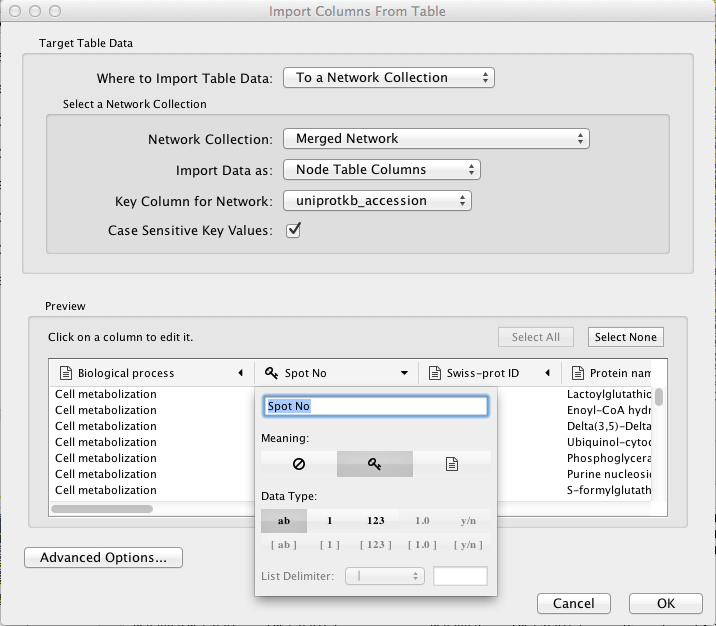 Import Columns From Table
Target Table Data
Where to Import Table Data: To a Network Collection
Select a Network Collection
Network Collection: Merged Network
Import Data as: Node Table Columns
Key Column for Network: uniprotkb_accession
Case Sensitive Key Values:
Preview
Click on a column to edit it. Select All Select None
Biological process Spot No Swiss-prot ID Protein nam
Cell metabolization Lactoylglutathio
Cell metabolization Enoyl-CoA hydr
Cell metabolization Delta(3,5)-Delta
Cell metabolization Ubiquinol-cytoc
Cell metabolization Phosphoglycera
Cell metabolization Purine nucleosi
Cell metabolization S-formylglutath
Spot No
Meaning:
Data Type:
ab 1 123 1.0 y/n
[ ab ] [ 1 ] [ 123 ] [ 1.0 ] [ y/n ]
List Delimiter: |
Advanced Options...
Cancel OK